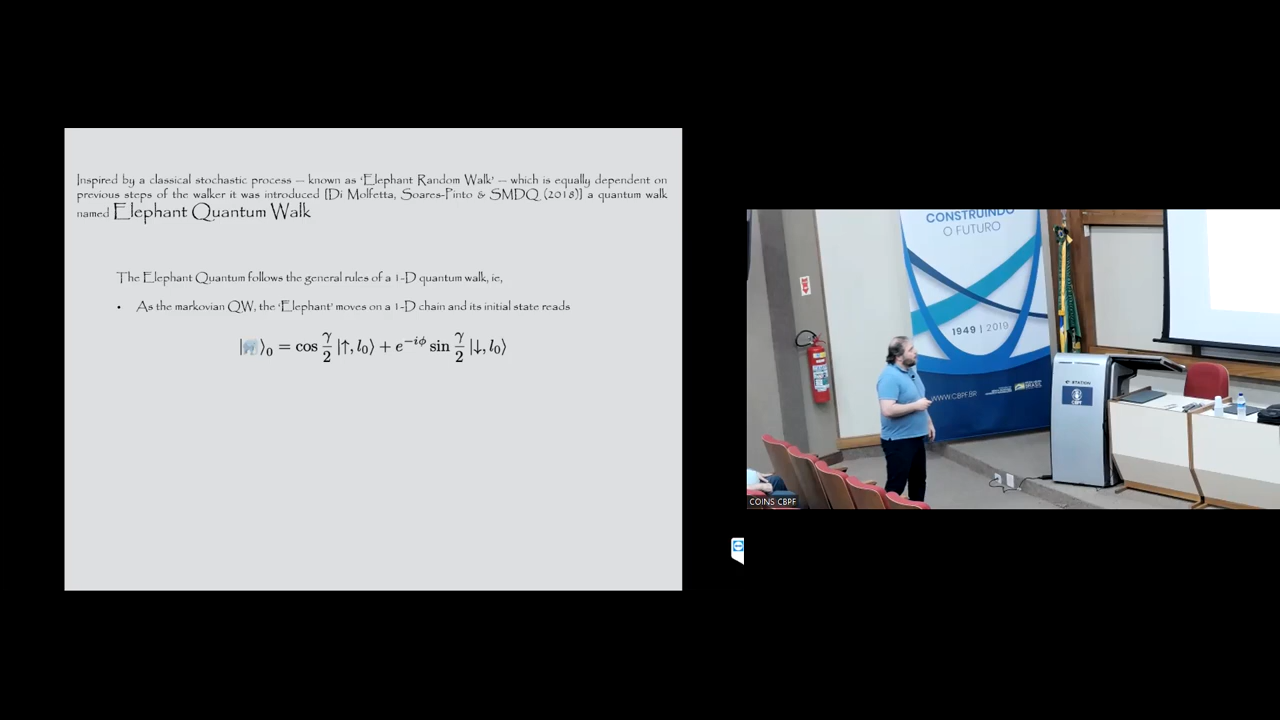 Inspired by a classical stochastic process – known as 'Elephant Random Walk' – which is equally dependent on
previous steps of the walker it was introduced [Di Molfetta, Soares-Pinto & SMDQ (2018)] a quantum walk
named Elephant Quantum Walk
The Elephant Quantum follows the general rules of a 1-D quantum walk, ie,
• As the markovian QW, the 'Elephant' moves on a 1-D chain and its initial state reads
|🐘⟩₀ = cos γ/2 |↑, l₀⟩ + e^{-iφ} sin γ/2 |↓, l₀⟩
CONSTRUINDO
O FUTURO
1949 | 2019
WWW.CBPF.BR
CBPF
COINS CBPF